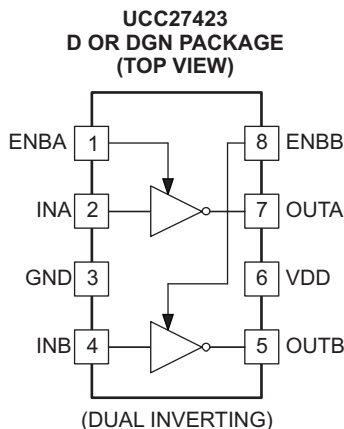 UCC27423
D OR DGN PACKAGE
(TOP VIEW)
ENBA 1 8 ENBB
INA 2 7 OUTA
GND 3 6 VDD
INB 4 5 OUTB
(DUAL INVERTING)